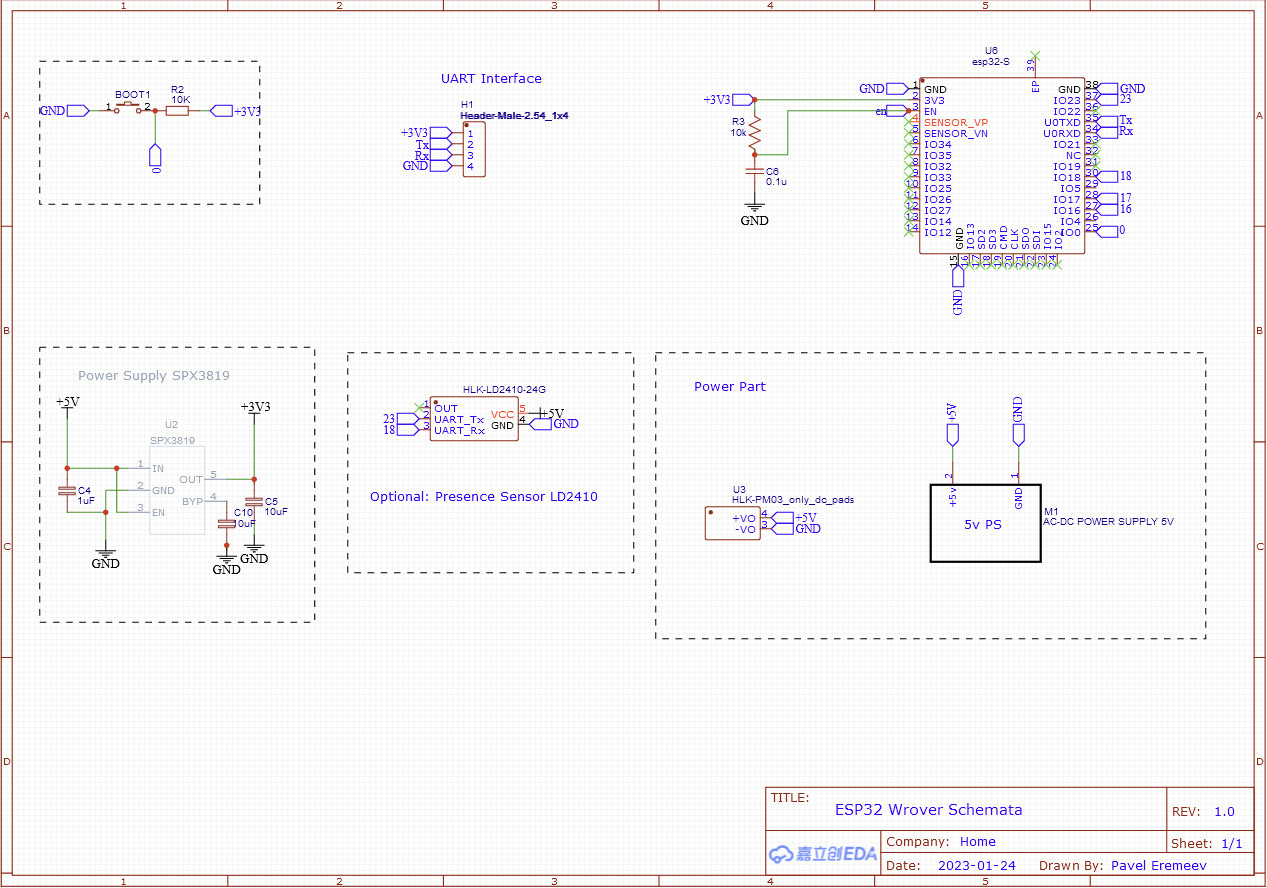 1 2 3 4 5
A
B
C
D
GND
BOOT1
1 2
R2
10K
+3V3
0
UART Interface
H1
Header-Male-2.54_1x4
+3V3 1
Tx 2
Rx 3
GND 4
+3V3
R3
10k
C6
0.1u
GND
U6
esp32-S
39
EP
GND 1 GND
2 3V3
en 3 EN
4 SENSOR_VP
5 SENSOR_VN
6 IO34
7 IO35
8 IO32
9 IO33
10 IO25
11 IO26
12 IO27
13 IO14
14 IO12
GND 38 GND
IO23 37 23
IO22 36
U0TXD 35 Tx
U0RXD 34 Rx
IO21 33
NC 32
IO19 31
IO18 30 18
IO5 29
IO17 28 17
IO16 27 16
IO4 26
IO0 25 0
GND IO13 SD2 SD3 CMD CLK SD0 SDI IO15 IO2
15 16 17 18 19 20 21 22 23 24
GND
Power Supply SPX3819
+5V
+3V3
U2
SPX3819
1 IN
2 GND
3 EN
OUT 5
BYP 4
C4
1uF
C10
10uF
C5
10uF
GND
GND
GND
HLK-LD2410-24G
1 OUT
23 2 UART_Tx
18 3 UART_Rx
VCC 5 +5V
GND 4 GND
Optional: Presence Sensor LD2410
Power Part
U3
HLK-PM03_only_dc_pads
+VO 4 +5V
-VO 3 GND
+5V
GND
2 1
+5v GND
5v PS
M1
AC-DC POWER SUPPLY 5V
TITLE:
ESP32 Wrover Schemata
REV: 1.0
嘉立创EDA
Company: Home
Sheet: 1/1
Date: 2023-01-24 Drawn By: Pavel Eremeev
A
B
C
D
1 2 3 4 5